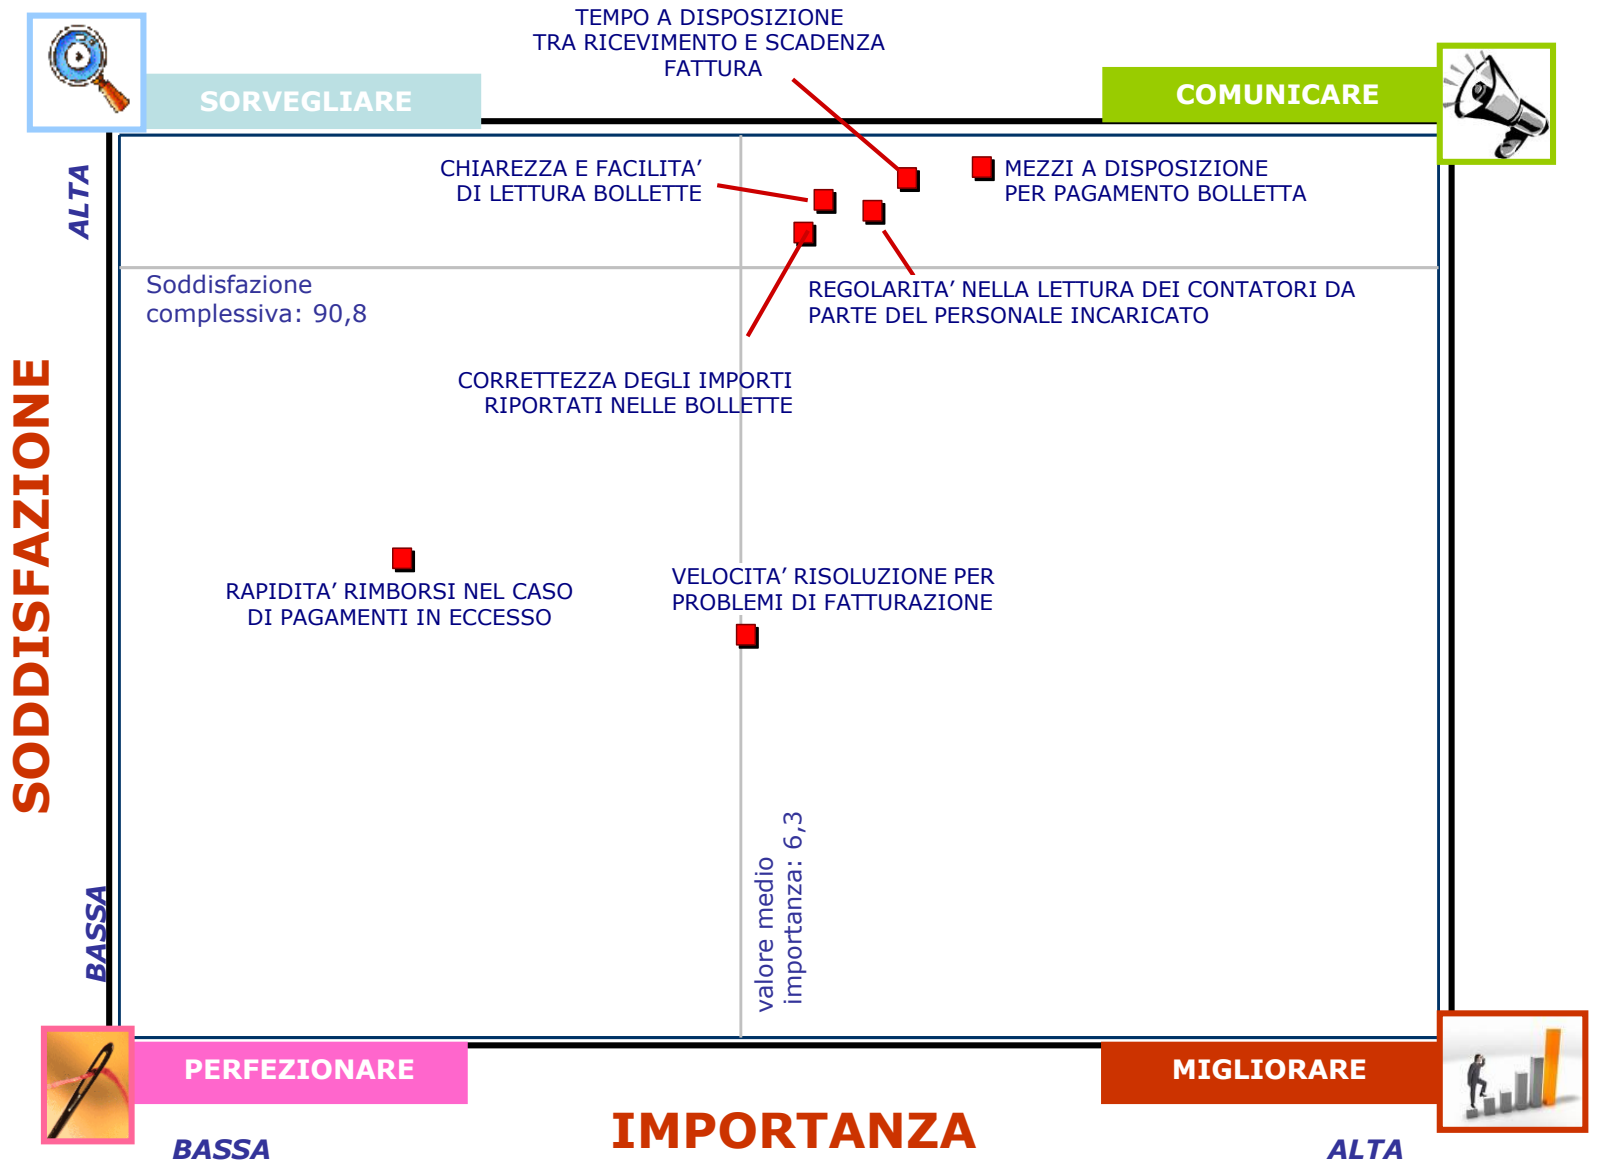 TEMPO A DISPOSIZIONE
TRA RICEVIMENTO E SCADENZA
FATTURA
SORVEGLIARE
COMUNICARE
ALTA
CHIAREZZA E FACILITA’
DI LETTURA BOLLETTE
MEZZI A DISPOSIZIONE
PER PAGAMENTO BOLLETTA
Soddisfazione
complessiva: 90,8
REGOLARITA’ NELLA LETTURA DEI CONTATORI DA
PARTE DEL PERSONALE INCARICATO
CORRETTEZZA DEGLI IMPORTI
RIPORTATI NELLE BOLLETTE
SODDISFAZIONE
RAPIDITA’ RIMBORSI NEL CASO
DI PAGAMENTI IN ECCESSO
VELOCITA’ RISOLUZIONE PER
PROBLEMI DI FATTURAZIONE
valore medio
importanza: 6,3
BASSA
PERFEZIONARE
MIGLIORARE
IMPORTANZA
BASSA
ALTA